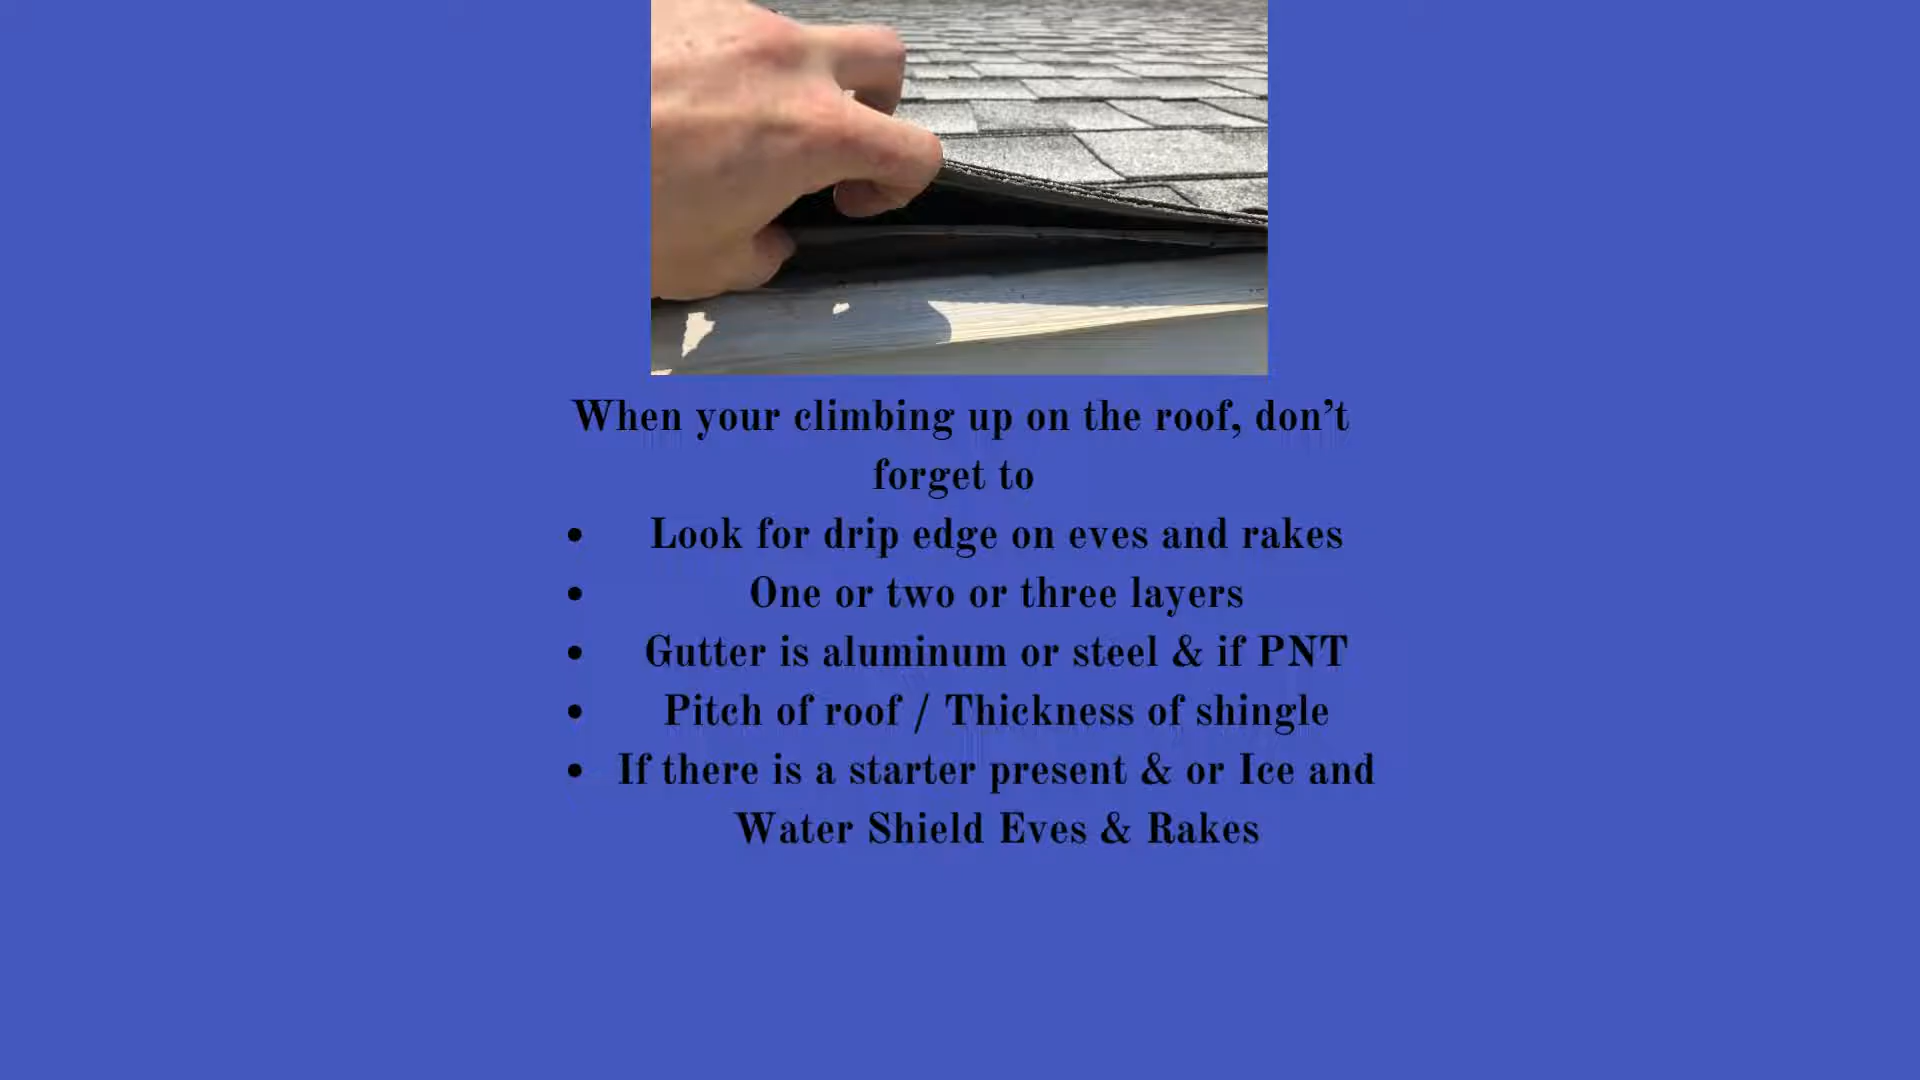 When your climbing up on the roof, don’t
forget to
• Look for drip edge on eves and rakes
• One or two or three layers
• Gutter is aluminum or steel & if PNT
• Pitch of roof / Thickness of shingle
• If there is a starter present & or Ice and
Water Shield Eves & Rakes